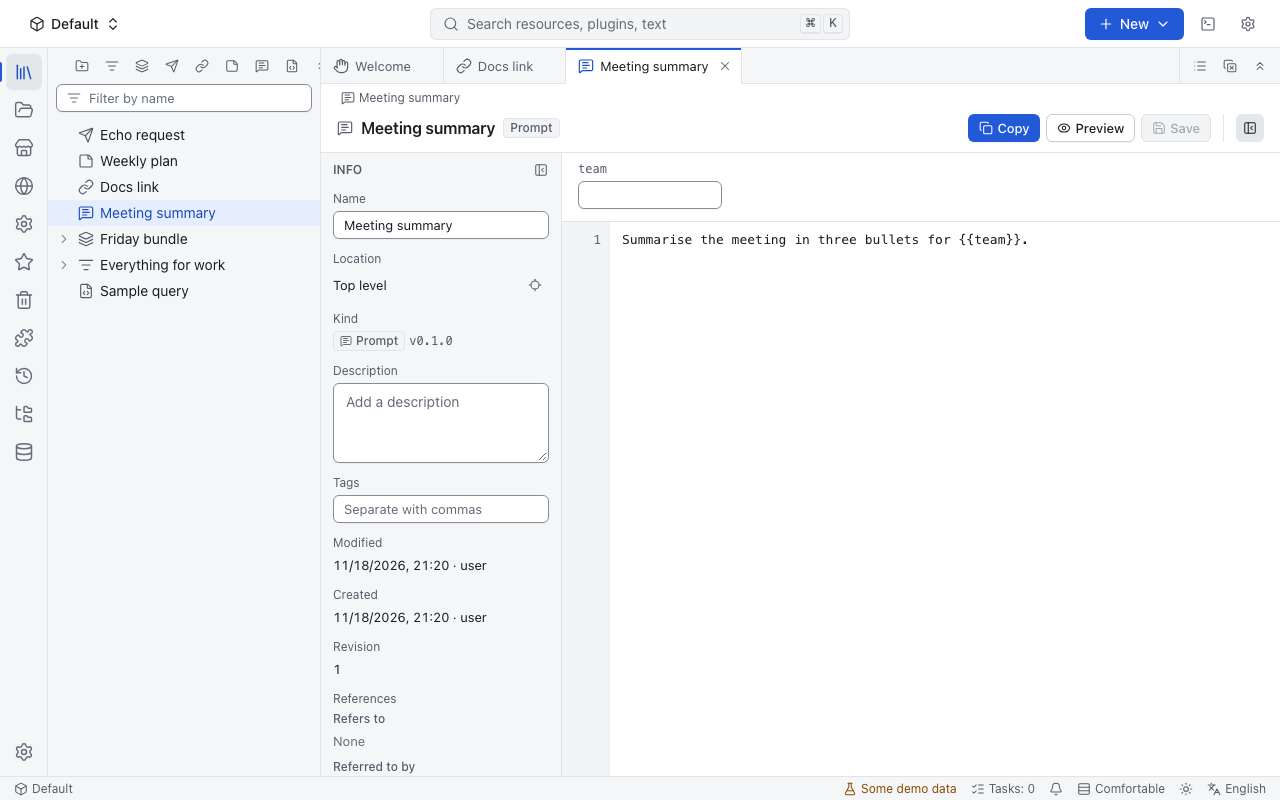 Default
Search resources, plugins, text
⌘ K
New
Welcome
Docs link
Meeting summary
Filter by name
Echo request
Weekly plan
Docs link
Meeting summary
Friday bundle
Everything for work
Sample query
Meeting summary
Meeting summary
Prompt
Copy
Preview
Save
INFO
Name
Meeting summary
Location
Top level
Kind
Prompt v0.1.0
Description
Add a description
Tags
Separate with commas
Modified
11/18/2026, 21:20 · user
Created
11/18/2026, 21:20 · user
Revision
1
References
Refers to
None
Referred to by
team
1 Summarise the meeting in three bullets for {{team}}.
Default
Some demo data
Tasks: 0
Comfortable
English